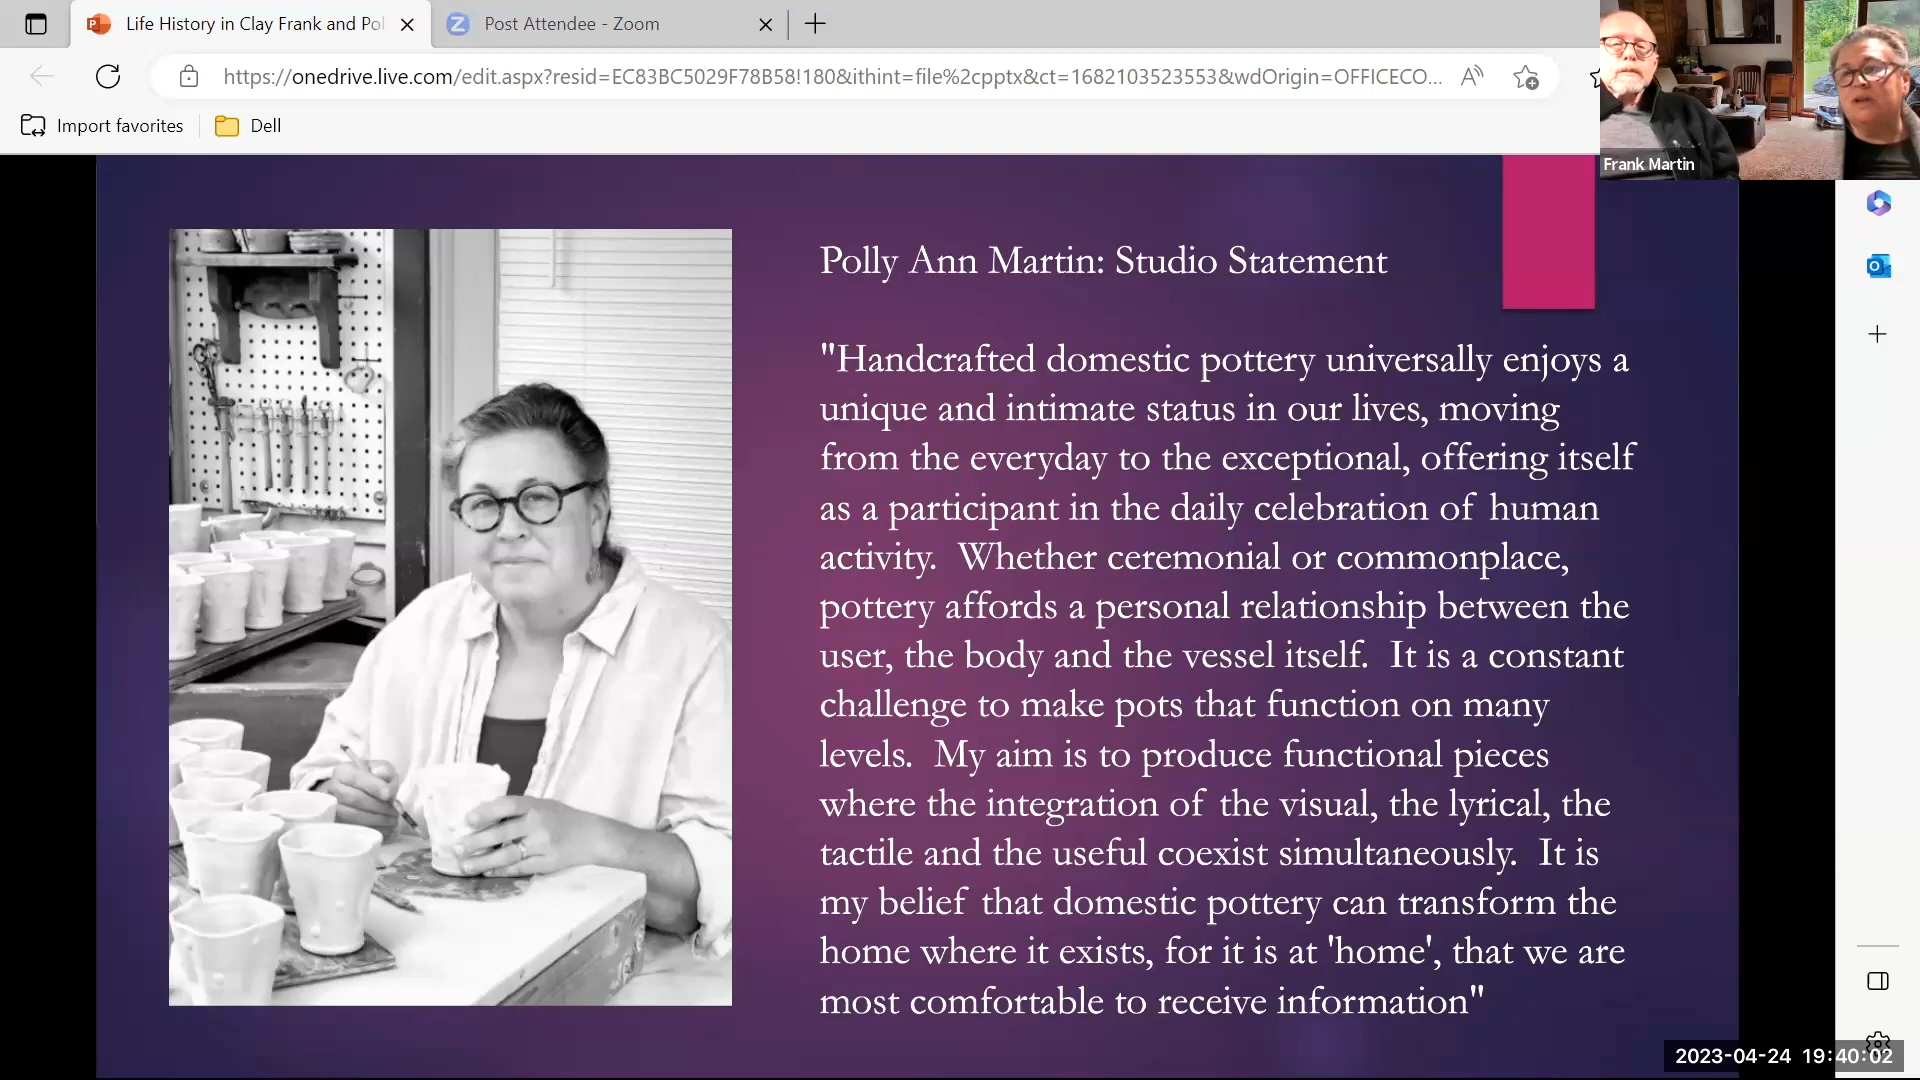 Life History in Clay Frank and Pol
Post Attendee - Zoom
https://onedrive.live.com/edit.aspx?resid=EC83BC5029F78B58!180&ithint=file%2cpptx&ct=1682103523553&wdOrigin=OFFICECO...
Import favorites
Dell
Frank Martin
Polly Ann Martin: Studio Statement
"Handcrafted domestic pottery universally enjoys a
unique and intimate status in our lives, moving
from the everyday to the exceptional, offering itself
as a participant in the daily celebration of human
activity.  Whether ceremonial or commonplace,
pottery affords a personal relationship between the
user, the body and the vessel itself.  It is a constant
challenge to make pots that function on many
levels.  My aim is to produce functional pieces
where the integration of the visual, the lyrical, the
tactile and the useful coexist simultaneously.  It is
my belief that domestic pottery can transform the
home where it exists, for it is at 'home', that we are
most comfortable to receive information"
2023-04-24 19:40:02